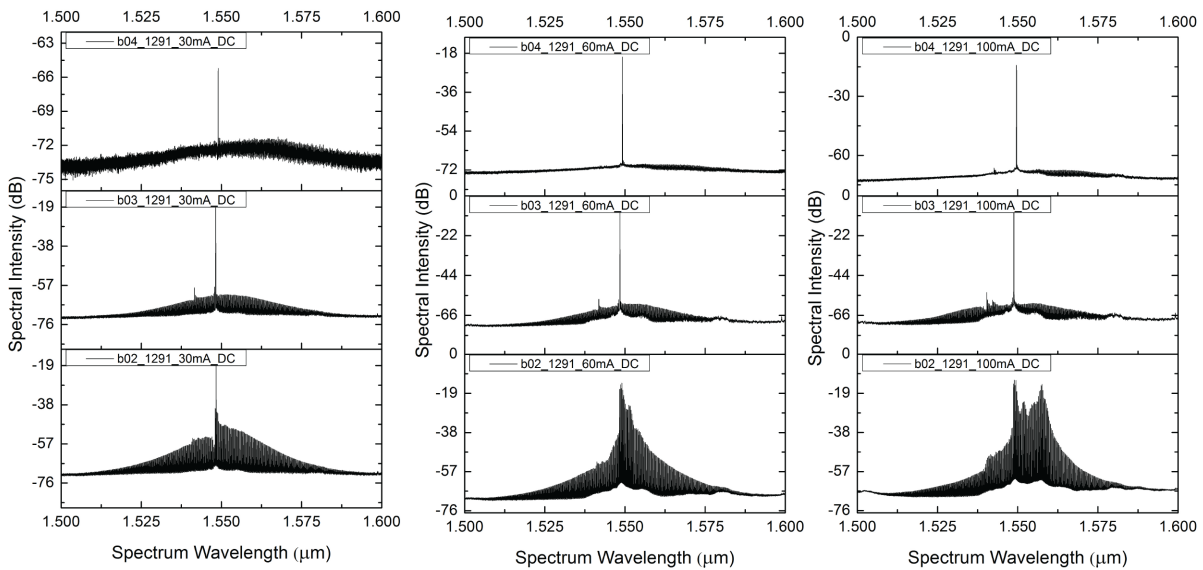 1.500 1.525 1.550 1.575 1.600
b04_1291_30mA_DC
-63
-66
-69
-72
-75
b03_1291_30mA_DC
-19
-38
-57
-76
b02_1291_30mA_DC
-19
-38
-57
-76
1.500 1.525 1.550 1.575 1.600
Spectral Intensity (dB)
Spectrum Wavelength (μm)
1.500 1.525 1.550 1.575 1.600
b04_1291_60mA_DC
-18
-36
-54
-72
0
b03_1291_60mA_DC
-22
-44
-66
0
b02_1291_60mA_DC
-19
-38
-57
-76
1.500 1.525 1.550 1.575 1.600
Spectral Intensity (dB)
Spectrum Wavelength (μm)
1.500 1.525 1.550 1.575 1.600
0
b04_1291_100mA_DC
-30
-60
0
b03_1291_100mA_DC
-22
-44
-66
0
b02_1291_100mA_DC
-19
-38
-57
-76
1.500 1.525 1.550 1.575 1.600
Spectral Intensity (dB)
Spectrum Wavelength (μm)